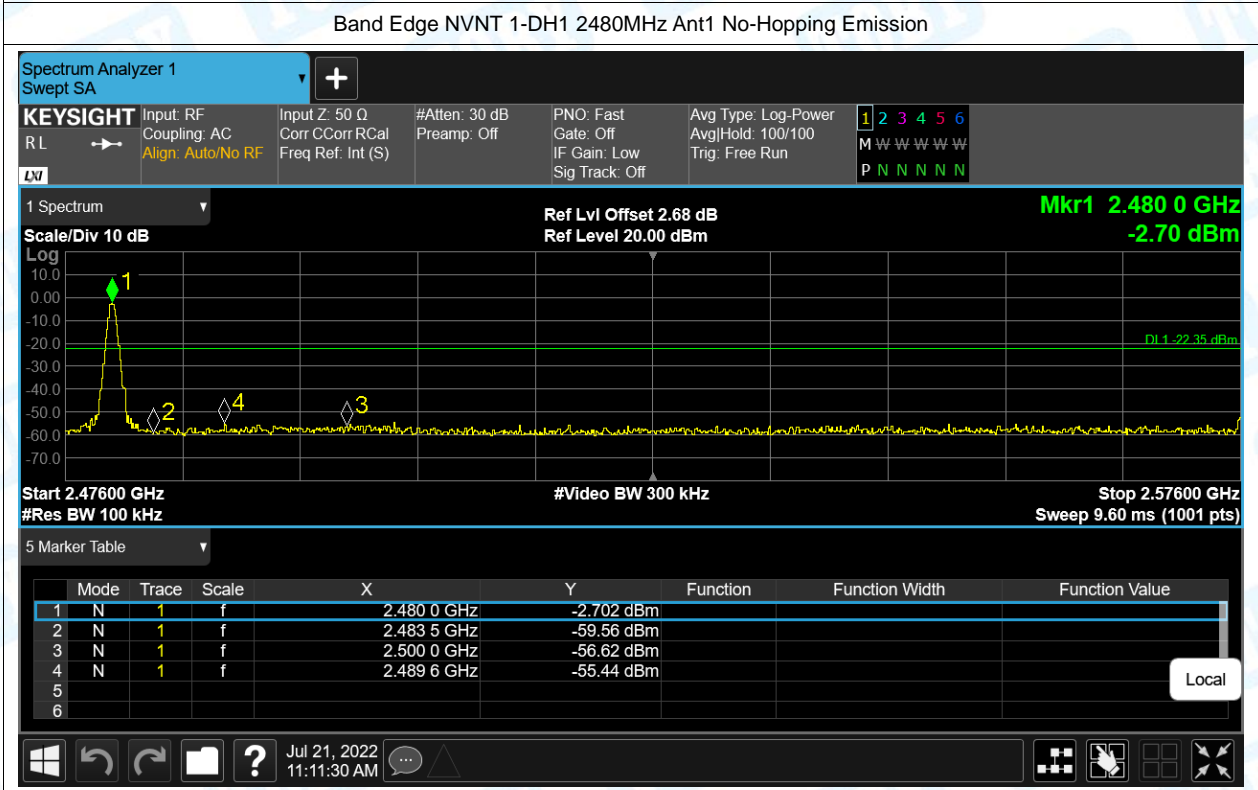 Band Edge NVNT 1-DH1 2480MHz Ant1 No-Hopping Emission
Spectrum Analyzer 1
Swept SA
+
KEYSIGHT Input: RF Input Z: 50 Ω #Atten: 30 dB PNO: Fast Avg Type: Log-Power 1 2 3 4 5 6
R L Coupling: AC Corr CCorr RCal Preamp: Off Gate: Off Avg|Hold: 100/100 M W W W W W
Align: Auto/No RF Freq Ref: Int (S) IF Gain: Low Trig: Free Run
LXI Sig Track: Off P N N N N N N
1 Spectrum Ref Lvl Offset 2.68 dB Mkr1 2.480 0 GHz
Scale/Div 10 dB Ref Level 20.00 dBm -2.70 dBm
Log
10.0
1
0.00
-10.0
-20.0 DL1 -22.35 dBm
-30.0
-40.0
-50.0 2 4 3
-60.0
-70.0
Start 2.47600 GHz #Video BW 300 kHz Stop 2.57600 GHz
#Res BW 100 kHz Sweep 9.60 ms (1001 pts)
5 Marker Table
Mode Trace Scale X Y Function Function Width Function Value
1 N 1 f 2.480 0 GHz -2.702 dBm
2 N 1 f 2.483 5 GHz -59.56 dBm
3 N 1 f 2.500 0 GHz -56.62 dBm
4 N 1 f 2.489 6 GHz -55.44 dBm
5
6
Local
? Jul 21, 2022
11:11:30 AM